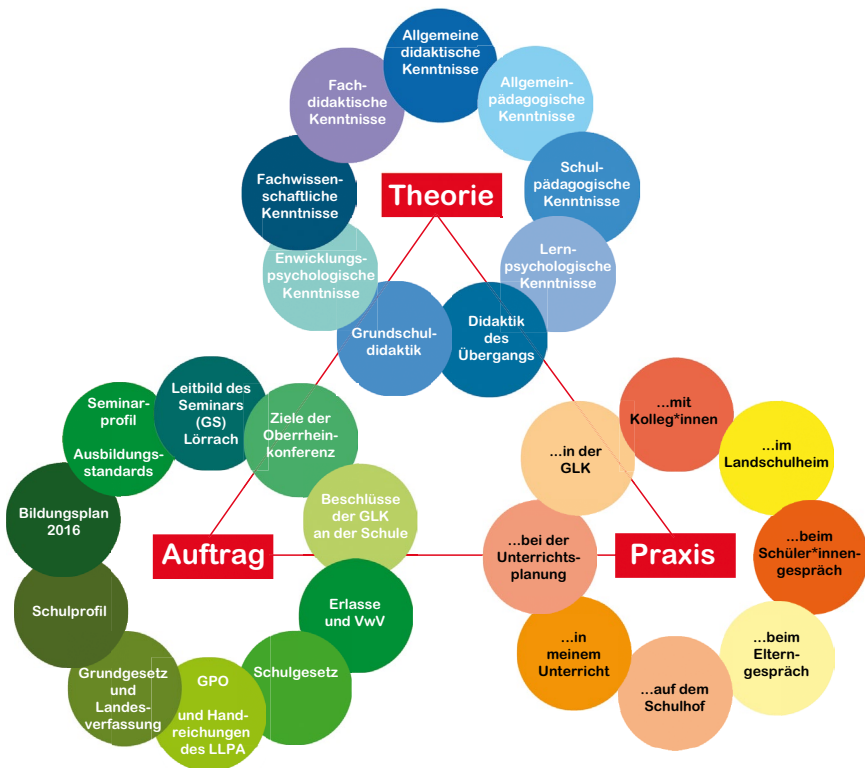 Allgemeine
didaktische
Kenntnisse
Fach-
didaktische
Kenntnisse
Allgemein-
pädagogische
Kenntnisse
Fachwissen-
schaftliche
Kenntnisse
Theorie
Schul-
pädagogische
Kenntnisse
Enwicklungs-
psychologische
Kenntnisse
Lern-
psychologische
Kenntnisse
Grundschul-
didaktik
Didaktik
des
Übergangs
Seminar-
profil
Ausbildungs-
standards
Leitbild des
Seminars
(GS)
Lörrach
Ziele der
Oberrhein-
konferenz
Bildungsplan
2016
Beschlüsse
der GLK
an der Schule
Auftrag
Schulprofil
Erlasse
und VwV
Grundgesetz
und
Landes-
verfassung
GPO
und Hand-
reichungen
des LLPA
Schulgesetz
...mit
Kolleg*innen
...in der
GLK
...im
Landschulheim
...bei der
Unterrichts-
planung
Praxis
...beim
Schüler*innen-
gespräch
...in
meinem
Unterricht
...beim
Eltern-
gespräch
...auf dem
Schulhof